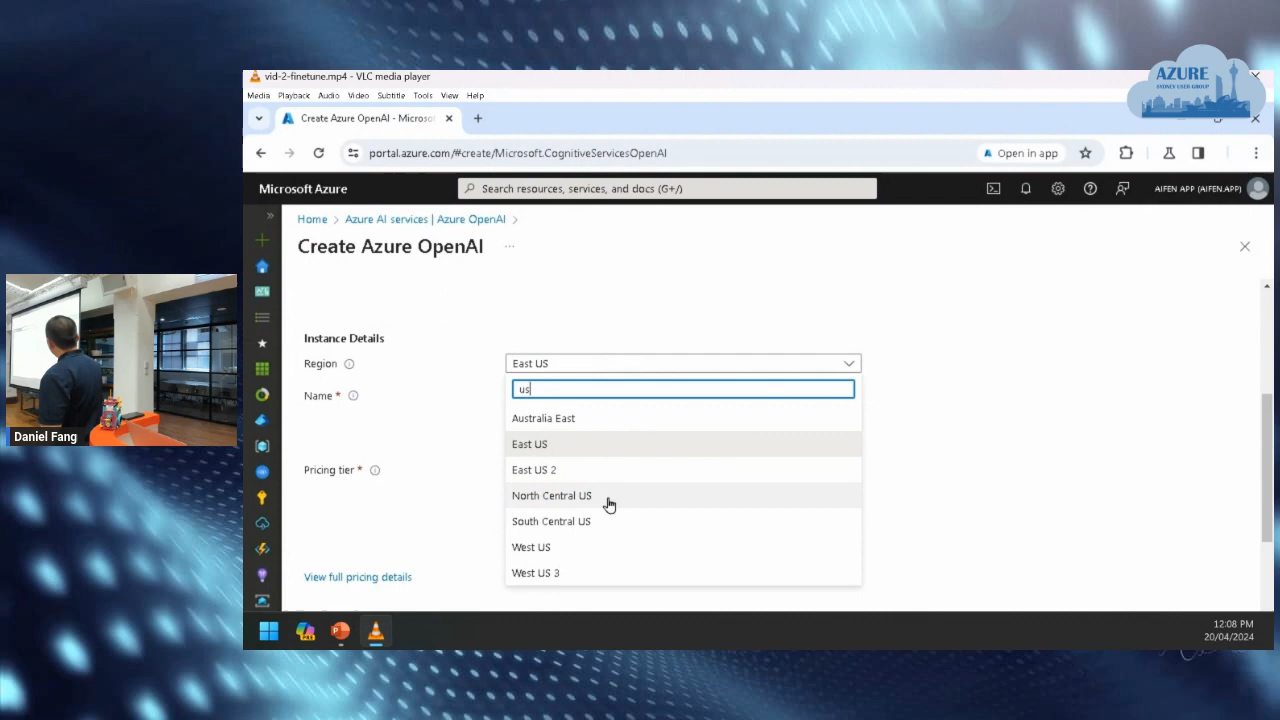 AZURE
SYDNEY USER GROUP
vid-2-finetune.mp4 - VLC media player
Media Playback Audio Video Subtitle Tools View Help
Create Azure OpenAI - Microsof
portal.azure.com/#create/Microsoft.CognitiveServicesOpenAI
Open in app
Microsoft Azure
Search resources, services, and docs (G+/)
AIFEN APP (AIFEN.APP)
Home > Azure AI services | Azure OpenAI >
Create Azure OpenAI ...
Instance Details
Region
East US
us
Name *
Australia East
East US
Pricing tier *
East US 2
North Central US
South Central US
West US
West US 3
View full pricing details
Daniel Fang
12:08 PM
20/04/2024